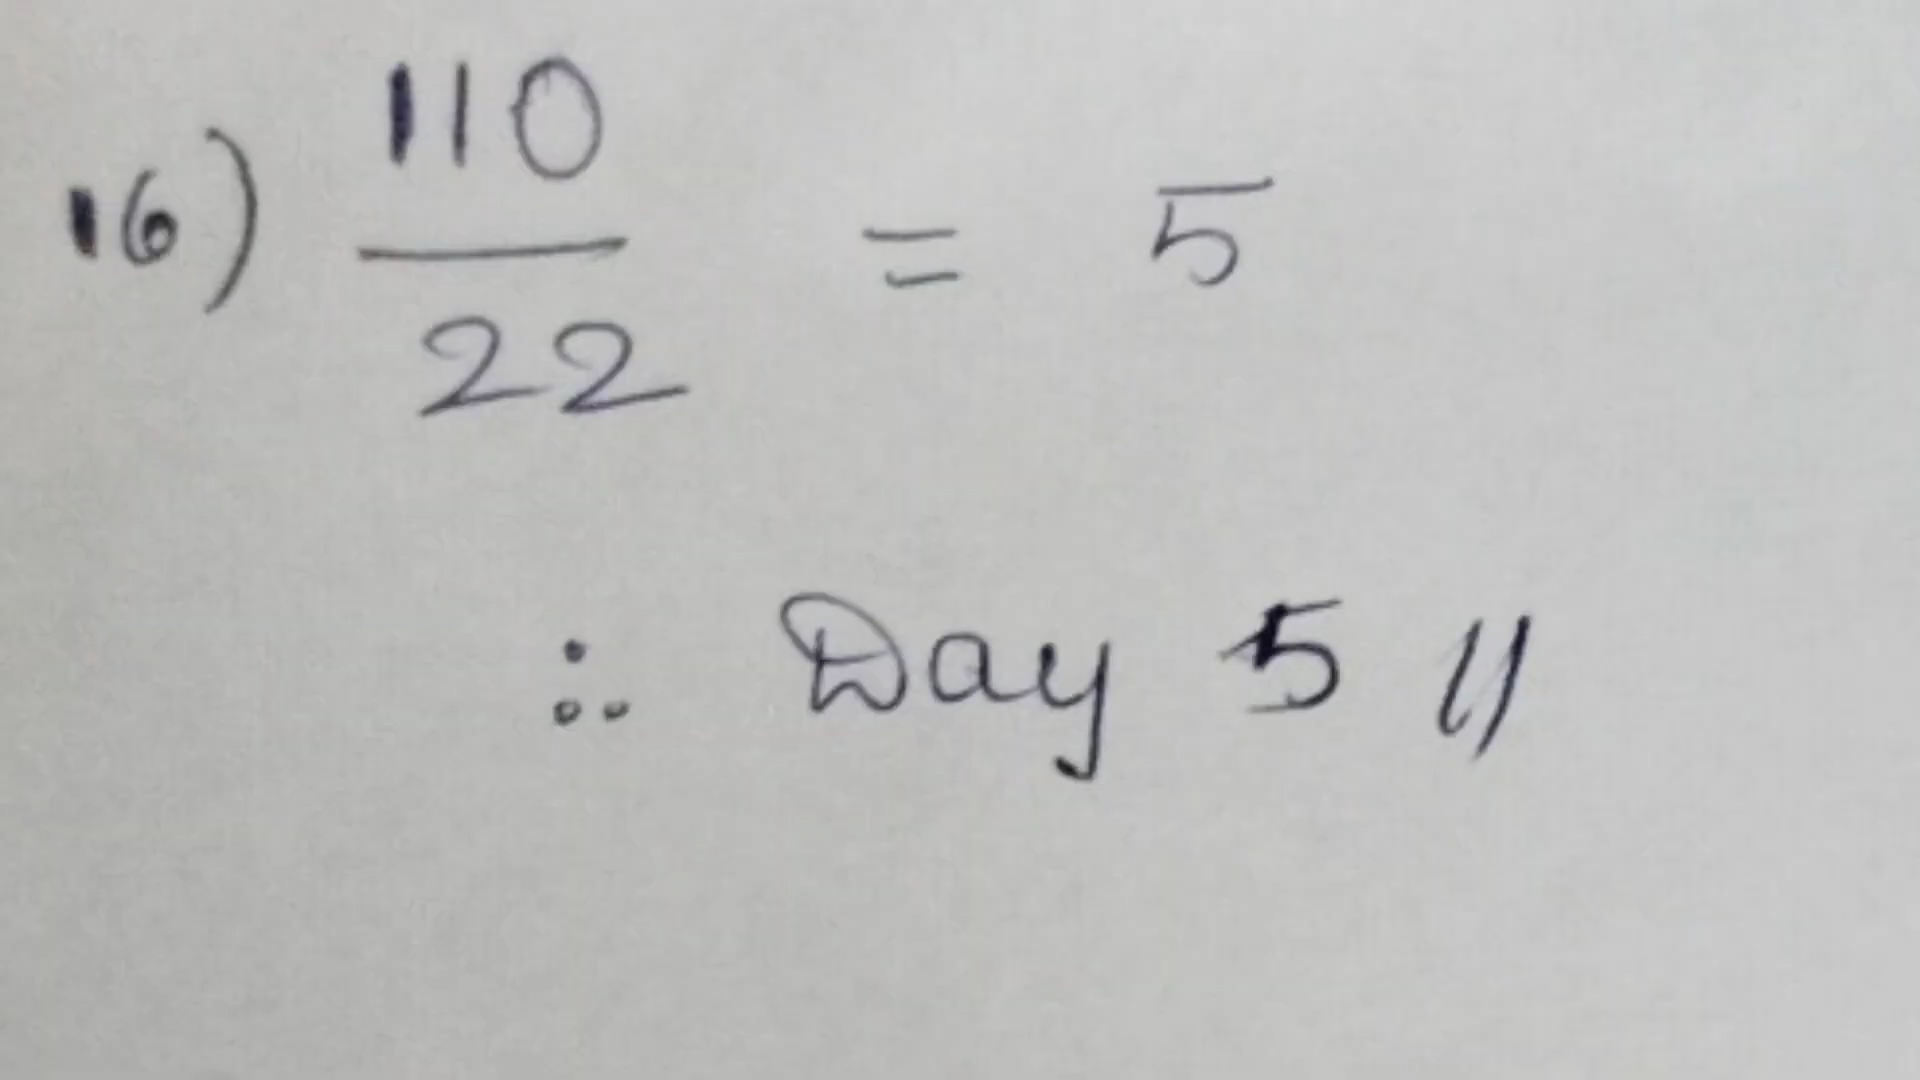 16) 110/22 = 5
∴ Day 5 //